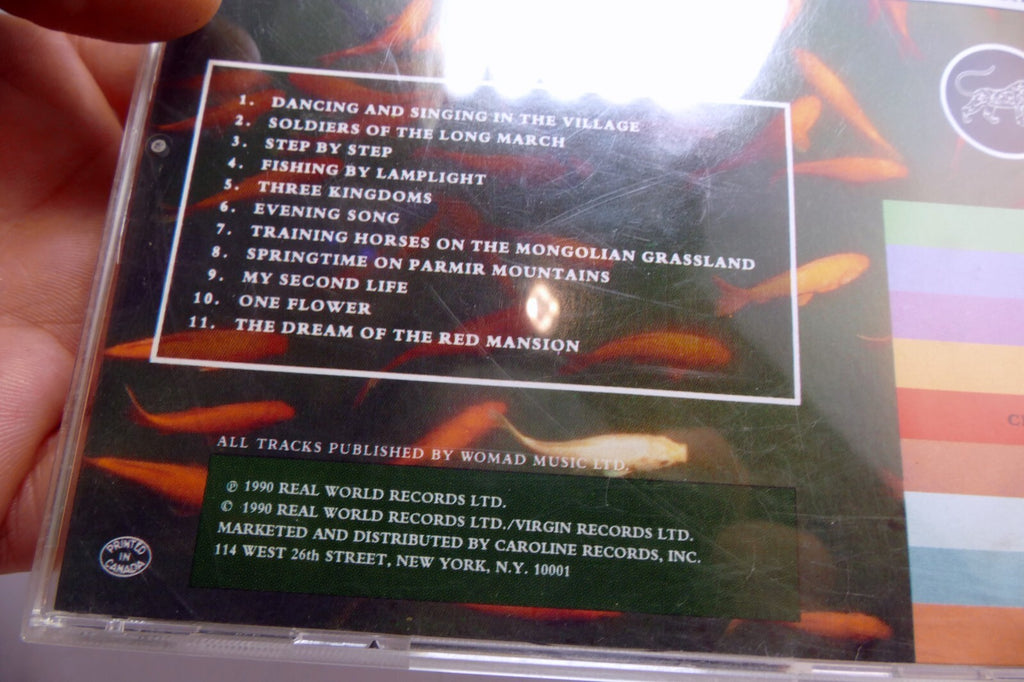 1. DANCING AND SINGING IN THE VILLAGE
2. SOLDIERS OF THE LONG MARCH
3. STEP BY STEP
4. FISHING BY LAMPLIGHT
5. THREE KINGDOMS
6. EVENING SONG
7. TRAINING HORSES ON THE MONGOLIAN GRASSLAND
8. SPRINGTIME ON PARMIR MOUNTAINS
9. MY SECOND LIFE
10. ONE FLOWER
11. THE DREAM OF THE RED MANSION
ALL TRACKS PUBLISHED BY WOMAD MUSIC LTD.
℗ 1990 REAL WORLD RECORDS LTD.
© 1990 REAL WORLD RECORDS LTD./VIRGIN RECORDS LTD.
MARKETED AND DISTRIBUTED BY CAROLINE RECORDS, INC.
114 WEST 26th STREET, NEW YORK, N.Y. 10001
PRINTED
IN
CANADA